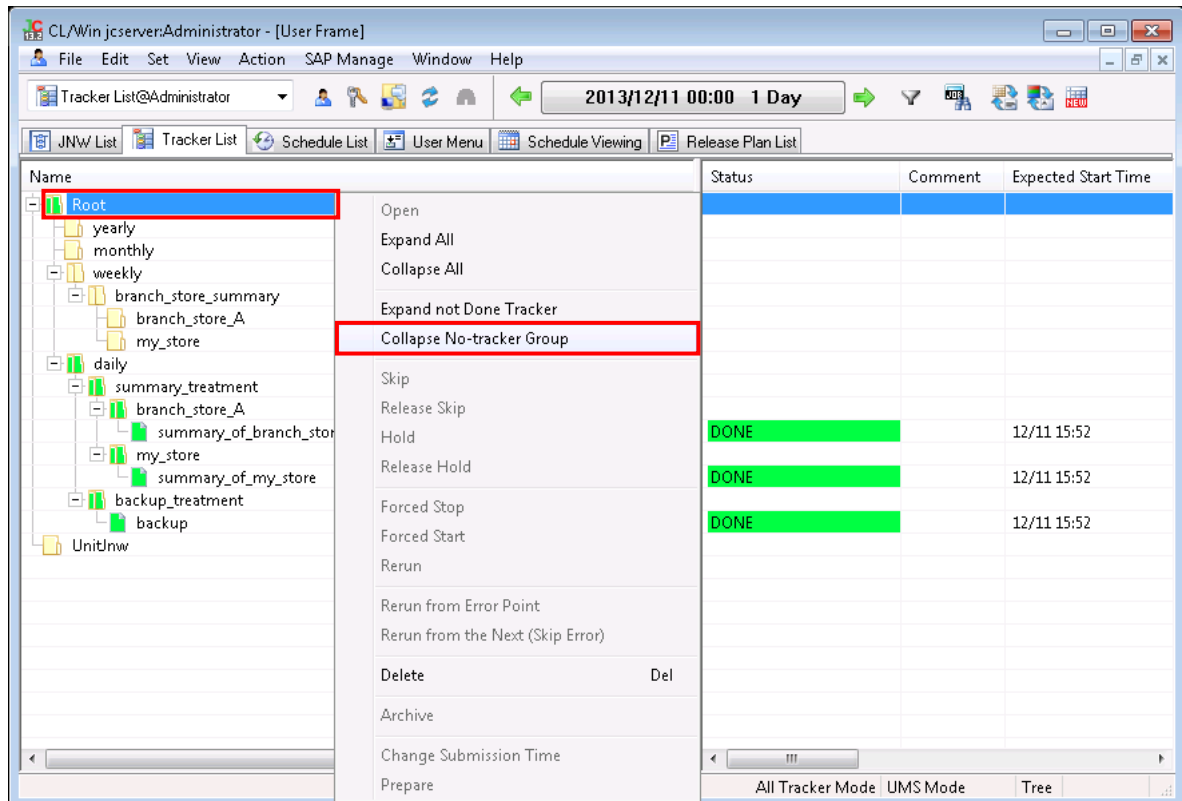 CL/Win jcserver:Administrator - [User Frame]
File Edit Set View Action SAP Manage Window Help
Tracker List@Administrator 2013/12/11 00:00 1 Day
JNW List Tracker List Schedule List User Menu Schedule Viewing Release Plan List
Name Status Comment Expected Start Time
Root
yearly
monthly
weekly
branch_store_summary
branch_store_A
my_store
daily
summary_treatment
branch_store_A
summary_of_branch_stor DONE 12/11 15:52
my_store
summary_of_my_store DONE 12/11 15:52
backup_treatment
backup DONE 12/11 15:52
UnitJnw
Open
Expand All
Collapse All
Expand not Done Tracker
Collapse No-tracker Group
Skip
Release Skip
Hold
Release Hold
Forced Stop
Forced Start
Rerun
Rerun from Error Point
Rerun from the Next (Skip Error)
Delete Del
Archive
Change Submission Time
Prepare
All Tracker Mode UMS Mode Tree